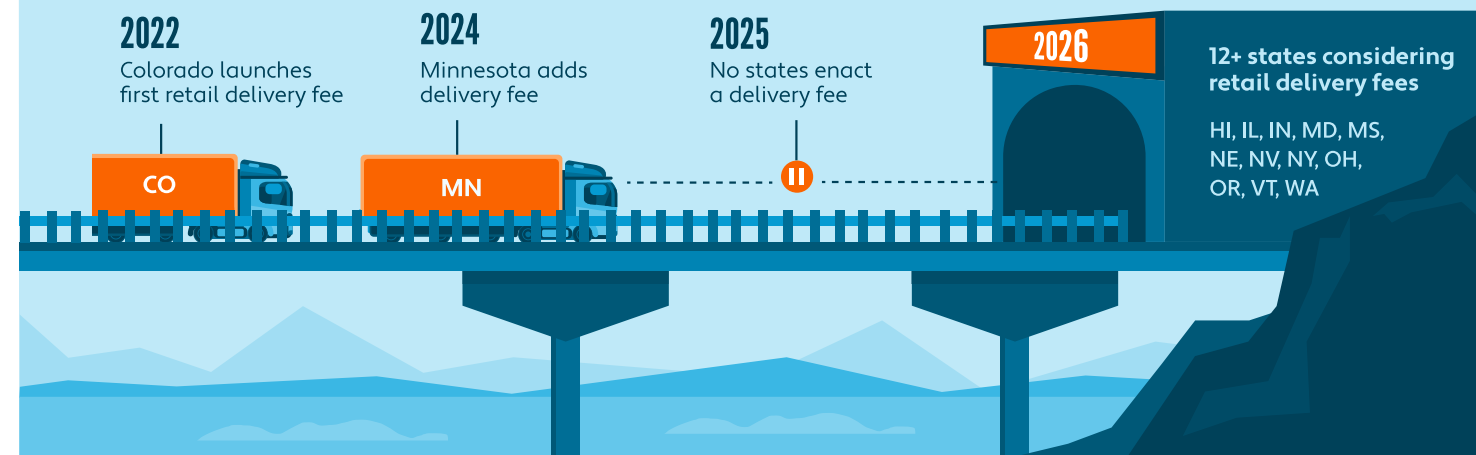 2022
Colorado launches
first retail delivery fee
CO
2024
Minnesota adds
delivery fee
MN
2025
No states enact
a delivery fee
2026
12+ states considering
retail delivery fees
HI, IL, IN, MD, MS,
NE, NV, NY, OH,
OR, VT, WA